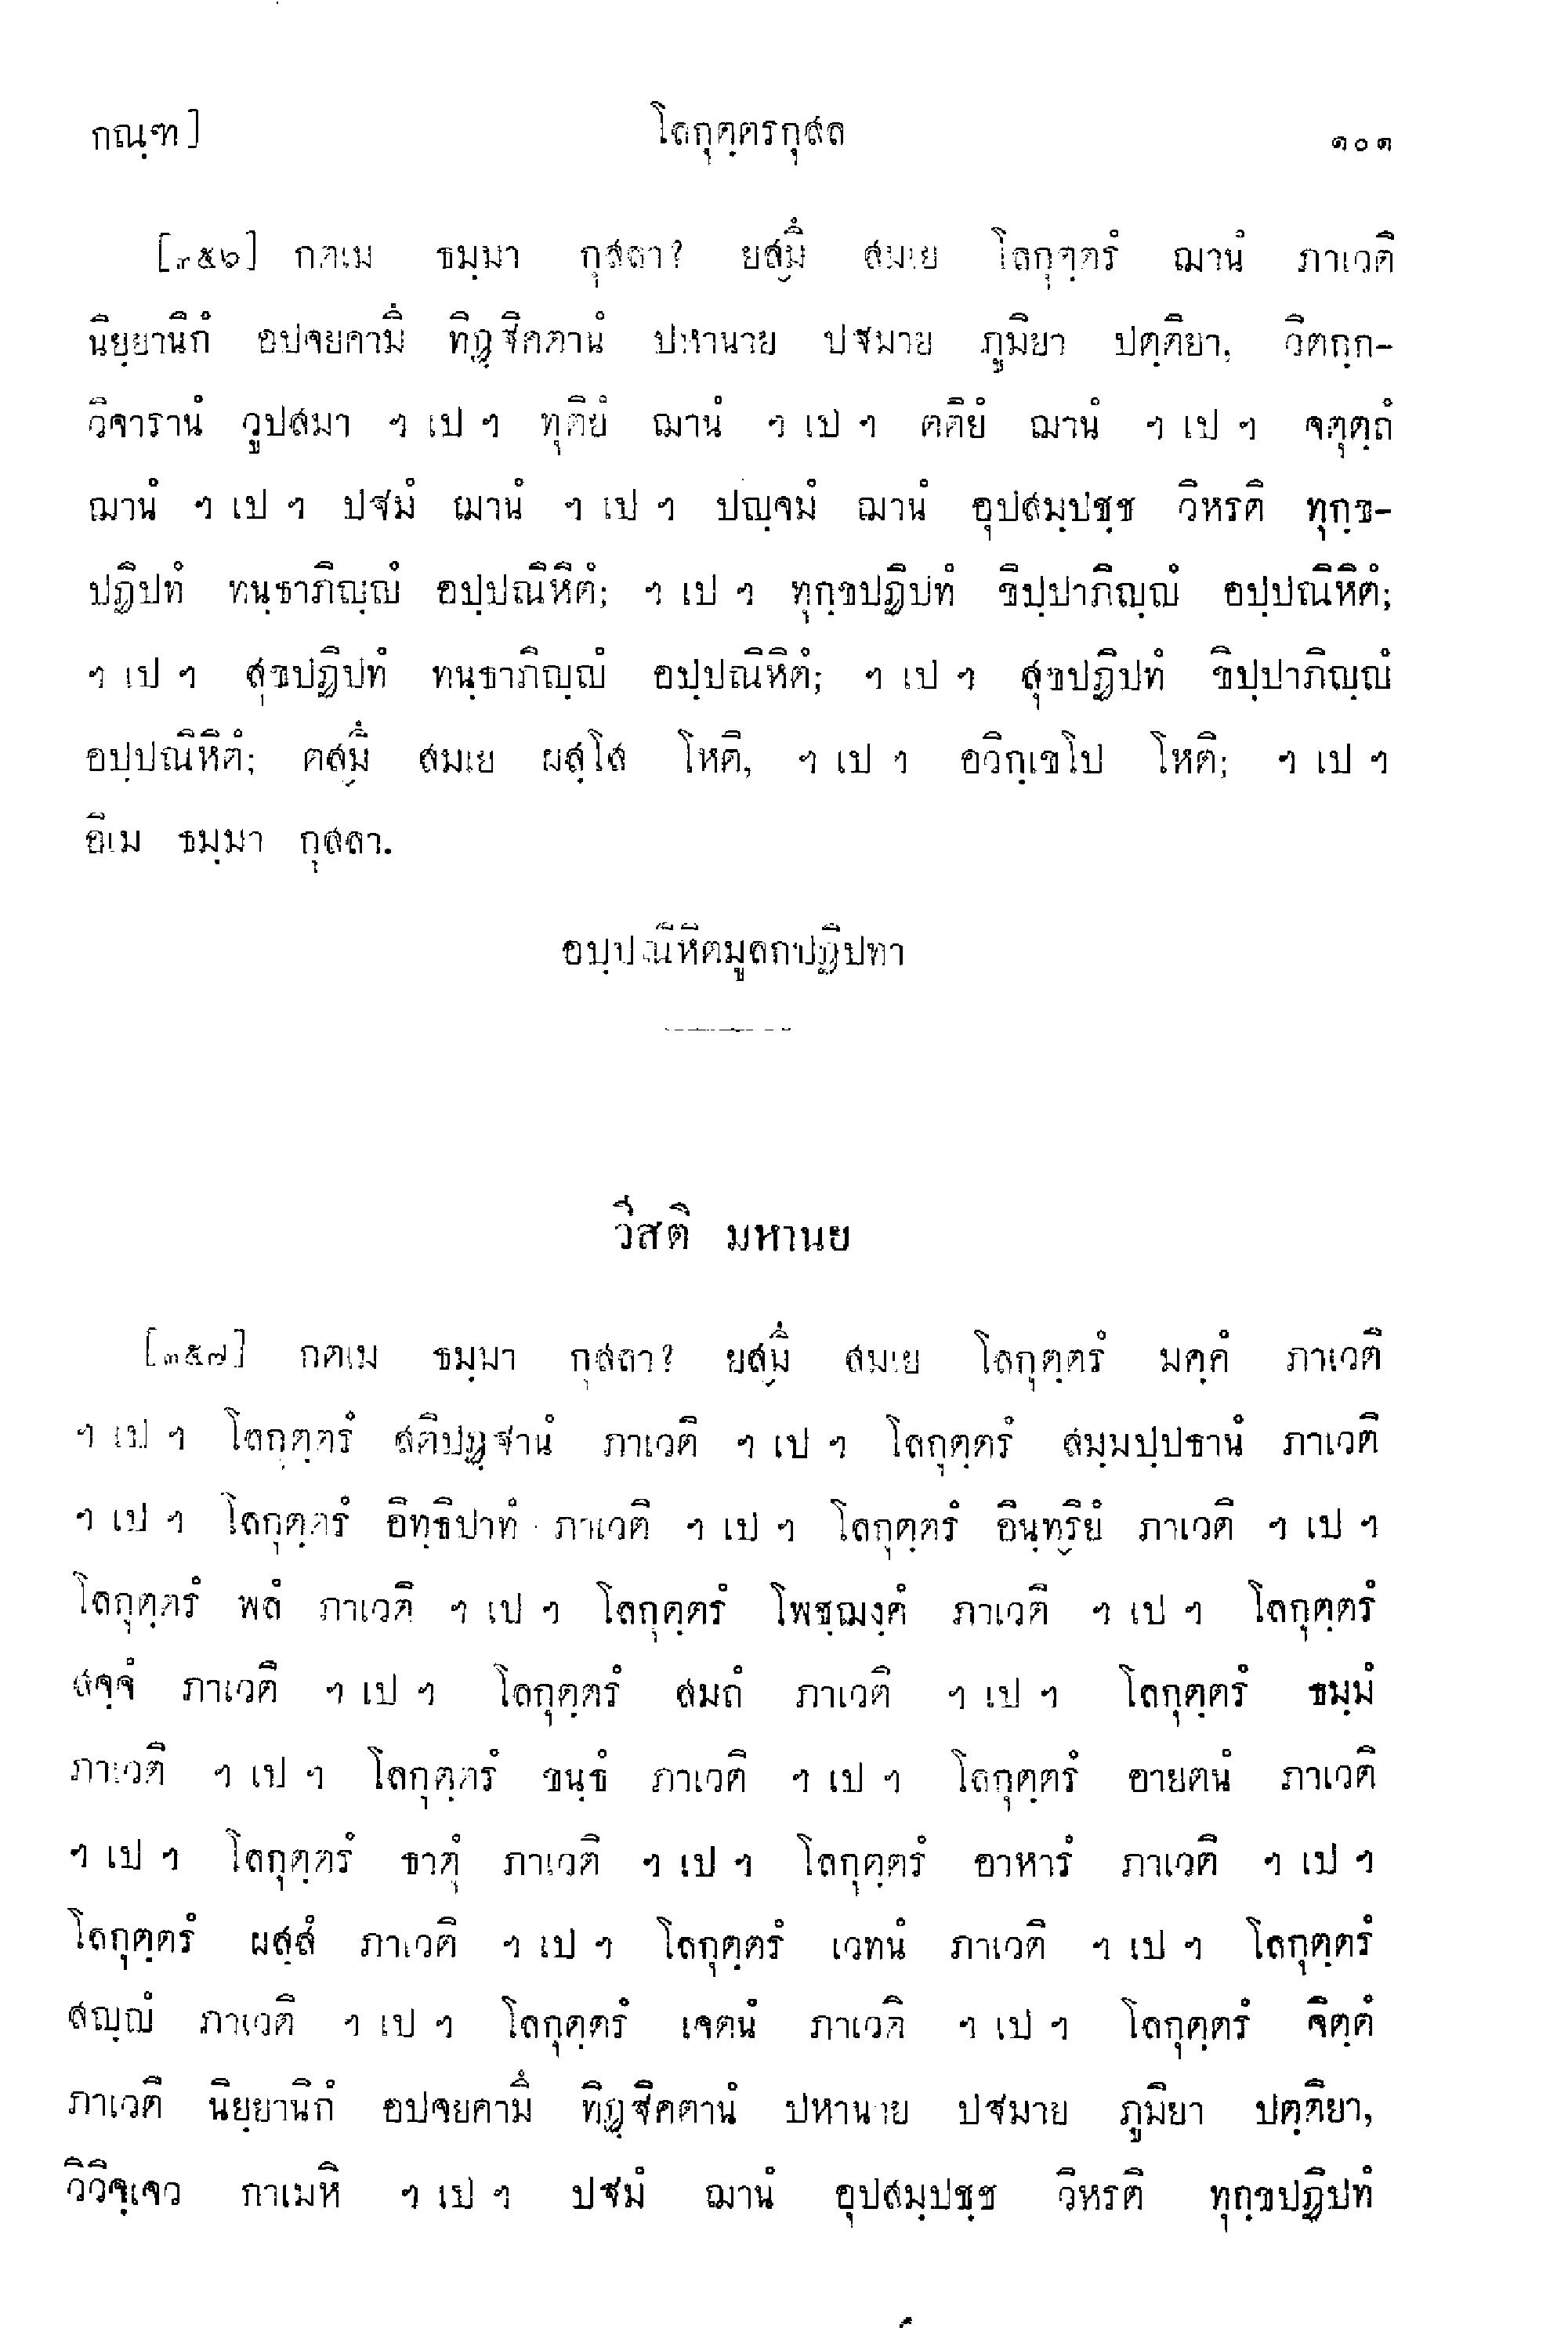 กณฺฑ] โลกุตฺตรกุสล ๑๐๑
[๓๕๖] กตเม ธมฺมา กุสลา? ยสฺมึ สมเย โลกุตฺตรํ ฌานํ ภาเวติ
นิยฺยานิกํ อปจยคามึ ทิฏฺฐิคตานํ ปหานาย ปฐมาย ภูมิยา ปตฺติยา, วิตกฺก-
วิจารานํ วูปสมา ฯ เป ฯ ทุติยํ ฌานํ ฯ เป ฯ ตติยํ ฌานํ ฯ เป ฯ จตุตฺถํ
ฌานํ ฯ เป ฯ ปฐมํ ฌานํ ฯ เป ฯ ปญฺจมํ ฌานํ อุปสมฺปชฺช วิหรติ ทุกฺข-
ปฏิปทํ ทนฺธาภิญฺญํ อปฺปณิหิตํ; ฯ เป ฯ ทุกฺขปฏิปทํ ขิปฺปาภิญฺญํ อปฺปณิหิตํ;
ฯ เป ฯ สุขปฏิปทํ ทนฺธาภิญฺญํ อปฺปณิหิตํ; ฯ เป ฯ สุขปฏิปทํ ขิปฺปาภิญฺญํ
อปฺปณิหิตํ; ตสฺมึ สมเย ผสฺโส โหติ, ฯ เป ฯ อวิกฺเขโป โหติ; ฯ เป ฯ
อิเม ธมฺมา กุสลา.
อปฺปณิหิตมูลกปฏิปทา
วีสติ มหานย
[๓๕๗] กตเม ธมฺมา กุสลา? ยสฺมึ สมเย โลกุตฺตรํ มคฺคํ ภาเวติ
ฯ เป ฯ โลกุตฺตรํ สติปฏฺฐานํ ภาเวติ ฯ เป ฯ โลกุตฺตรํ สมฺมปฺปธานํ ภาเวติ
ฯ เป ฯ โลกุตฺตรํ อิทฺธิปาทํ ภาเวติ ฯ เป ฯ โลกุตฺตรํ อินฺทฺริยํ ภาเวติ ฯ เป ฯ
โลกุตฺตรํ พลํ ภาเวติ ฯ เป ฯ โลกุตฺตรํ โพชฺฌงฺคํ ภาเวติ ฯ เป ฯ โลกุตฺตรํ
สจฺจํ ภาเวติ ฯ เป ฯ โลกุตฺตรํ สมถํ ภาเวติ ฯ เป ฯ โลกุตฺตรํ ธมฺมํ
ภาเวติ ฯ เป ฯ โลกุตฺตรํ ขนฺธํ ภาเวติ ฯ เป ฯ โลกุตฺตรํ อายตนํ ภาเวติ
ฯ เป ฯ โลกุตฺตรํ ธาตุํ ภาเวติ ฯ เป ฯ โลกุตฺตรํ อาหารํ ภาเวติ ฯ เป ฯ
โลกุตฺตรํ ผสฺสํ ภาเวติ ฯ เป ฯ โลกุตฺตรํ เวทนํ ภาเวติ ฯ เป ฯ โลกุตฺตรํ
สญฺญํ ภาเวติ ฯ เป ฯ โลกุตฺตรํ เจตนํ ภาเวติ ฯ เป ฯ โลกุตฺตรํ จิตฺตํ
ภาเวติ นิยฺยานิกํ อปจยคามึ ทิฏฺฐิคตานํ ปหานาย ปฐมาย ภูมิยา ปตฺติยา,
วิวิจฺเจว กาเมหิ ฯ เป ฯ ปฐมํ ฌานํ อุปสมฺปชฺช วิหรติ ทุกฺขปฏิปทํ